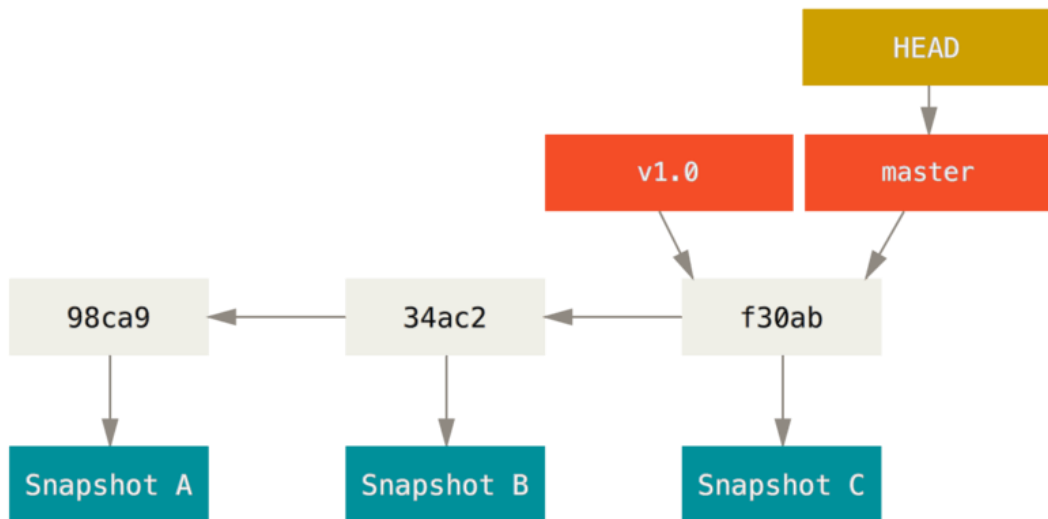 HEAD
v1.0
master
98ca9
34ac2
f30ab
Snapshot A
Snapshot B
Snapshot C